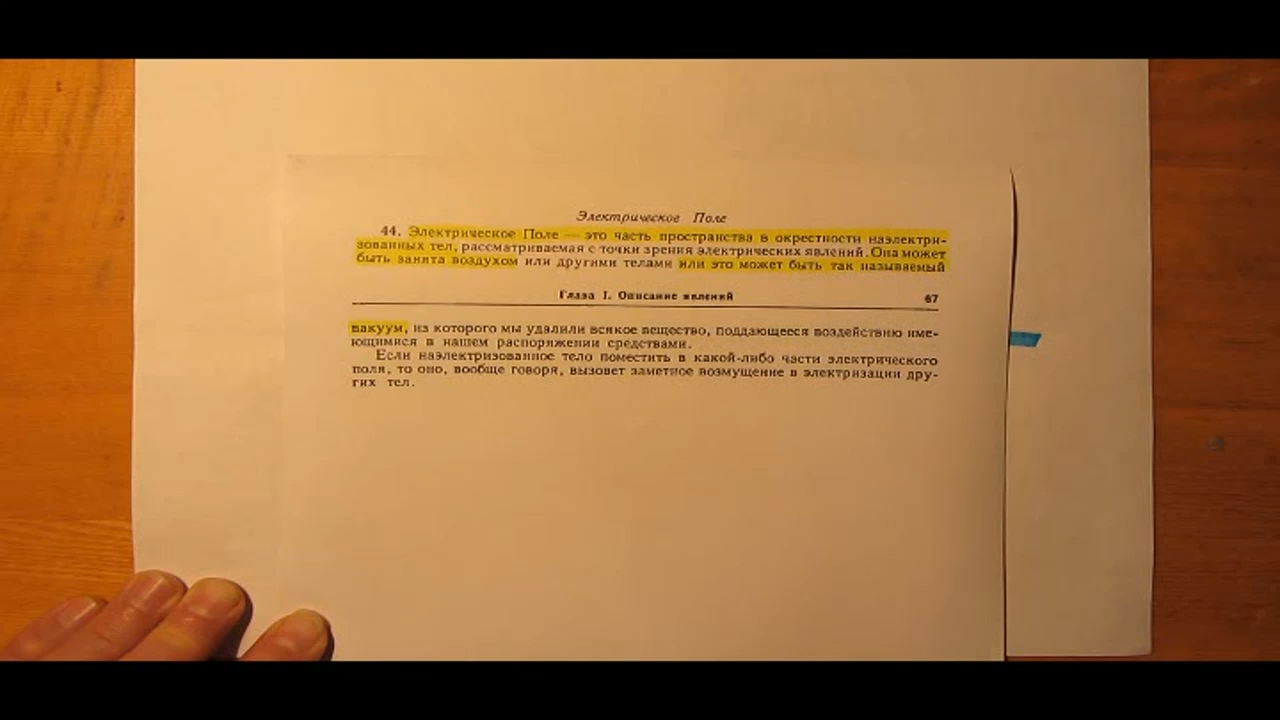 Электрическое Поле
44. Электрическое Поле — это часть пространства в окрестности наэлектри-
зованных тел, рассматриваемая с точки зрения электрических явлений. Она может
быть занята воздухом или другими телами или это может быть так называемый
Глава I. Описание явлений 67
вакуум, из которого мы удалили всякое вещество, поддающееся воздействию име-
ющимися в нашем распоряжении средствами.
Если наэлектризованное тело поместить в какой-либо части электрического
поля, то оно, вообще говоря, вызовет заметное возмущение в электризации дру-
гих тел.